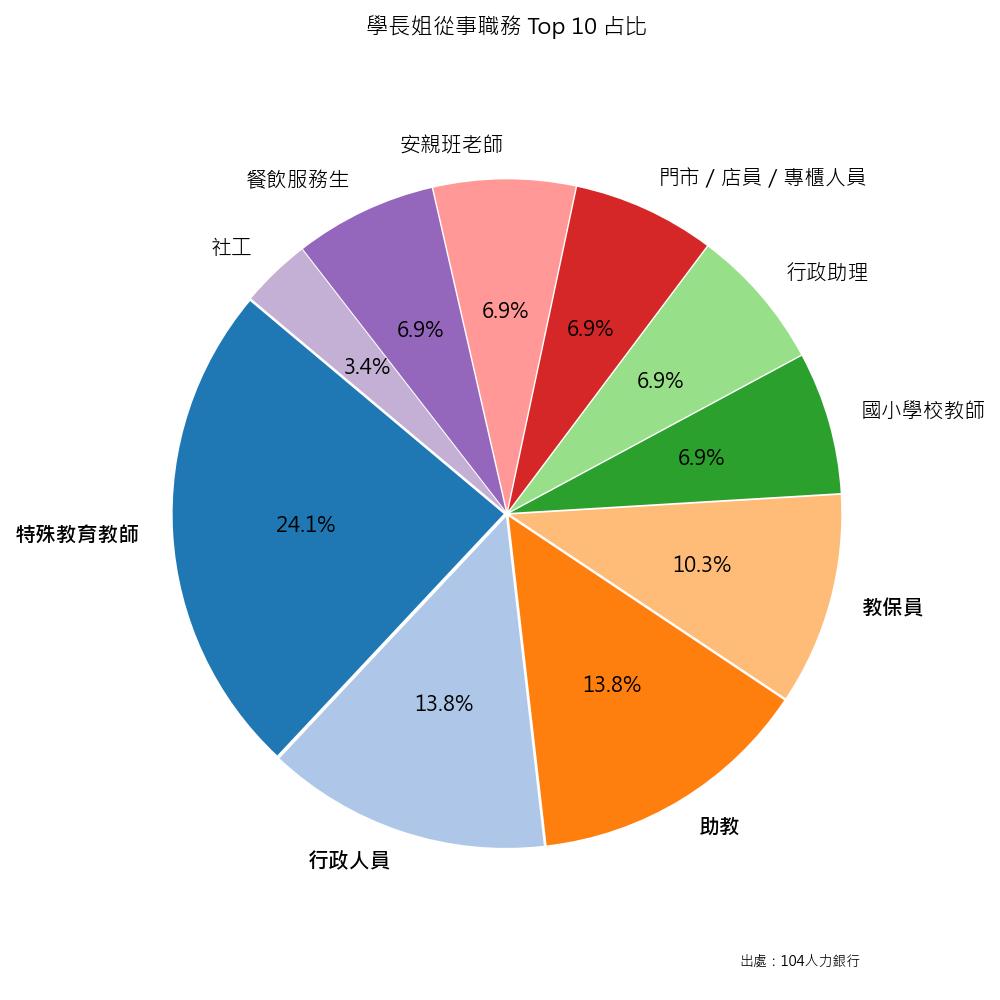 學長姐從事職務 Top 10 占比
安親班老師
餐飲服務生
門市 / 店員 / 專櫃人員
社工
行政助理
6.9%
6.9%
6.9%
3.4%
6.9%
國小學校教師
6.9%
24.1%
特殊教育教師
10.3%
教保員
13.8%
13.8%
助教
行政人員
出處：104人力銀行